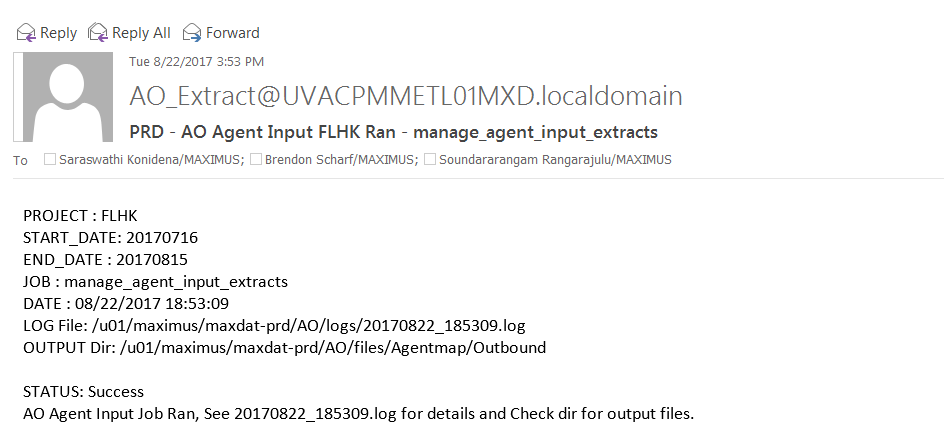 Reply Reply All Forward
Tue 8/22/2017 3:53 PM
AO_Extract@UVACPMMETL01MXD.localdomain
PRD - AO Agent Input FLHK Ran - manage_agent_input_extracts
To Saraswathi Konidena/MAXIMUS; Brendon Scharf/MAXIMUS; Soundararangam Rangarajulu/MAXIMUS
PROJECT : FLHK
START_DATE: 20170716
END_DATE : 20170815
JOB : manage_agent_input_extracts
DATE : 08/22/2017 18:53:09
LOG File: /u01/maximus/maxdat-prd/AO/logs/20170822_185309.log
OUTPUT Dir: /u01/maximus/maxdat-prd/AO/files/Agentmap/Outbound
STATUS: Success
AO Agent Input Job Ran, See 20170822_185309.log for details and Check dir for output files.